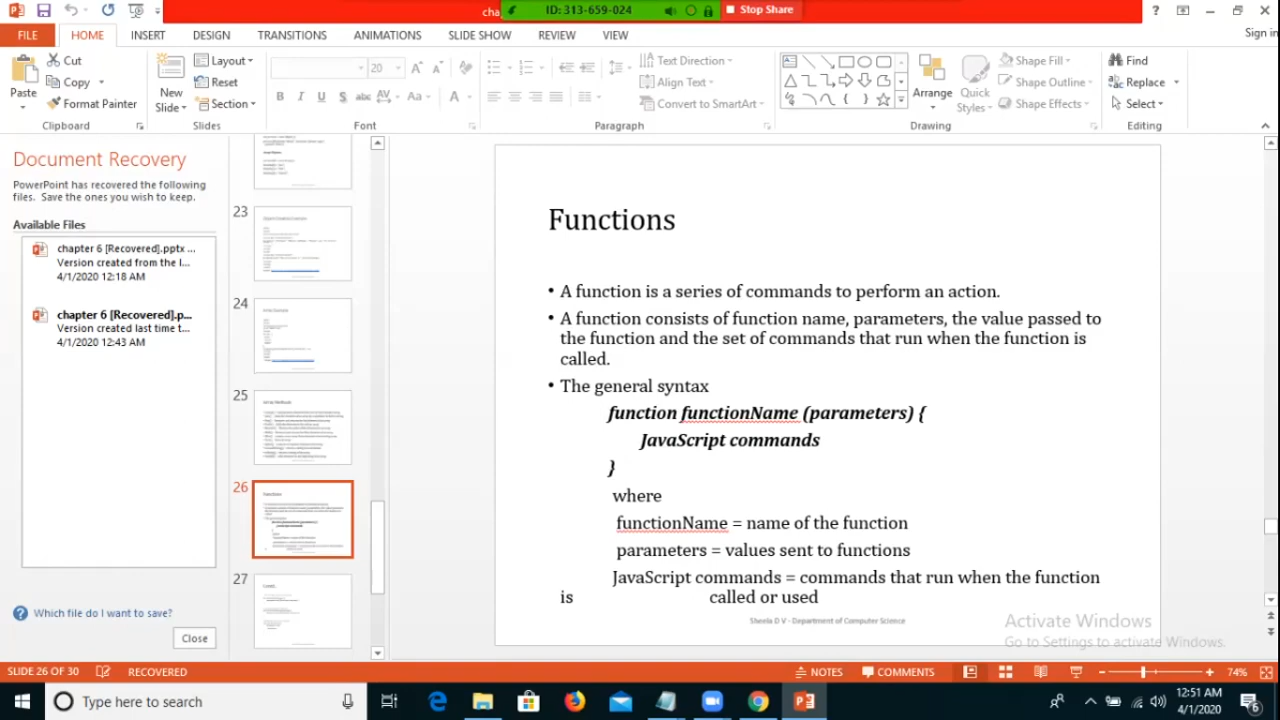 cha
ID: 313-659-024
Stop Share
?
Sign in
FILE HOME INSERT DESIGN TRANSITIONS ANIMATIONS SLIDE SHOW REVIEW VIEW
Paste
Cut
Copy
Format Painter
Clipboard
New
Slide
Layout
Reset
Section
Slides
20
B I U S abc AV Aa A
Font
Text Direction
Align Text
Convert to SmartArt
Paragraph
Arrange
Quick
Styles
Shape Fill
Shape Outline
Shape Effects
Drawing
Find
Replace
Select
Editing
Document Recovery
PowerPoint has recovered the following
files. Save the ones you wish to keep.
Available Files
chapter 6 [Recovered].pptx ...
Version created from the l...
4/1/2020 12:18 AM
chapter 6 [Recovered].p...
Version created last time t...
4/1/2020 12:43 AM
? Which file do I want to save?
Close
23
24
25
26
27
Functions
• A function is a series of commands to perform an action.
• A function consists of function name, parameters, the value passed to
the function and the set of commands that run when the function is
called.
• The general syntax
function functionName (parameters) {
JavaScript commands
}
where
functionName = name of the function
parameters = values sent to functions
JavaScript commands = commands that run when the function
is called or used
Sheela D V - Department of Computer Science
Activate Windows
Go to Settings to activate Windows.
SLIDE 26 OF 30 RECOVERED NOTES COMMENTS 74%
Type here to search
12:51 AM
4/1/2020
6